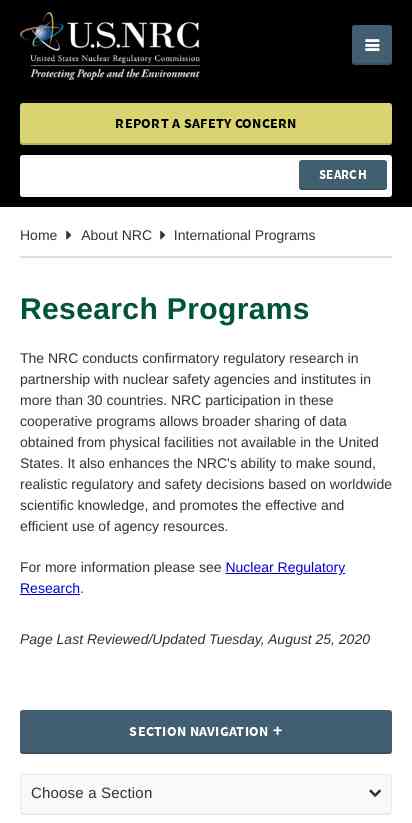 U.S.NRC
United States Nuclear Regulatory Commission
Protecting People and the Environment
REPORT A SAFETY CONCERN
SEARCH
Home About NRC International Programs
Research Programs
The NRC conducts confirmatory regulatory research in
partnership with nuclear safety agencies and institutes in
more than 30 countries. NRC participation in these
cooperative programs allows broader sharing of data
obtained from physical facilities not available in the United
States. It also enhances the NRC's ability to make sound,
realistic regulatory and safety decisions based on worldwide
scientific knowledge, and promotes the effective and
efficient use of agency resources.
For more information please see Nuclear Regulatory
Research.
Page Last Reviewed/Updated Tuesday, August 25, 2020
SECTION NAVIGATION +
Choose a Section